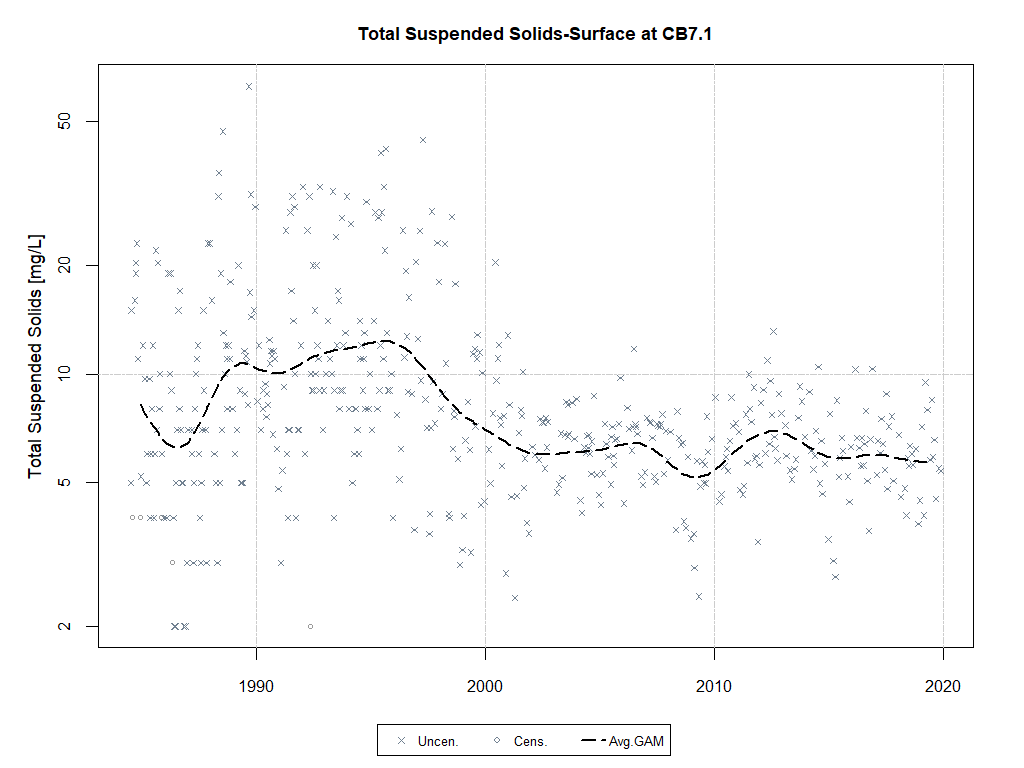 Total Suspended Solids-Surface at CB7.1
Total Suspended Solids [mg/L]
50
20
10
5
2
1990
2000
2010
2020
Uncen.
Cens.
Avg.GAM